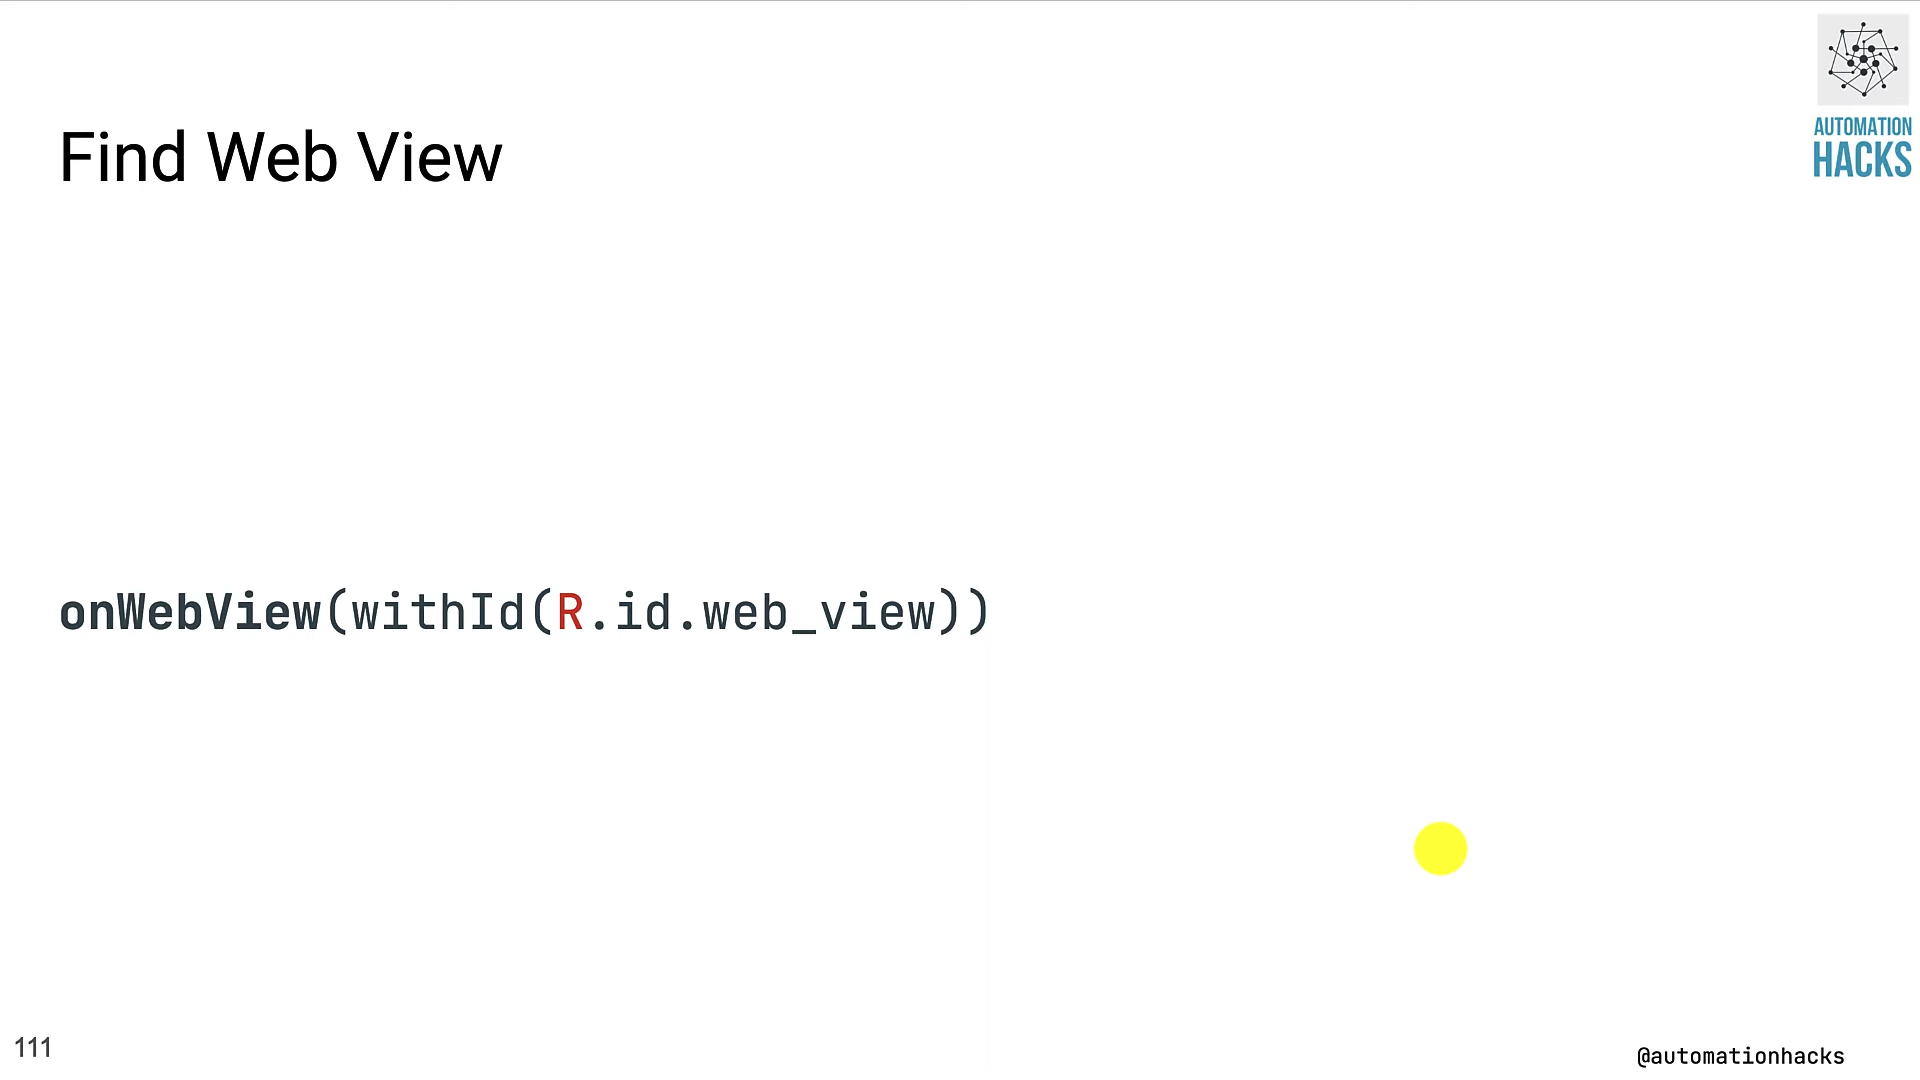 AUTOMATION
HACKS
Find Web View
onWebView(withId(R.id.web_view))
111
@automationhacks